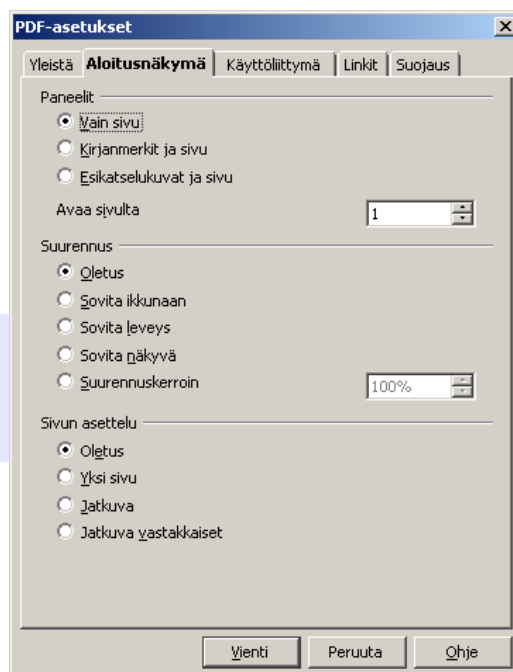 PDF-asetukset
Yleistä Aloitusnäkymä Käyttöliittymä Linkit Suojaus
Paneelit
Vain sivu
Kirjanmerkit ja sivu
Esikatselukuvat ja sivu
Avaa sivulta 1
Suurennus
Oletus
Sovita ikkunaan
Sovita leveys
Sovita näkyvä
Suurennuskerroin 100%
Sivun asettelu
Oletus
Yksi sivu
Jatkuva
Jatkuva vastakkaiset
Vienti Peruuta Ohje